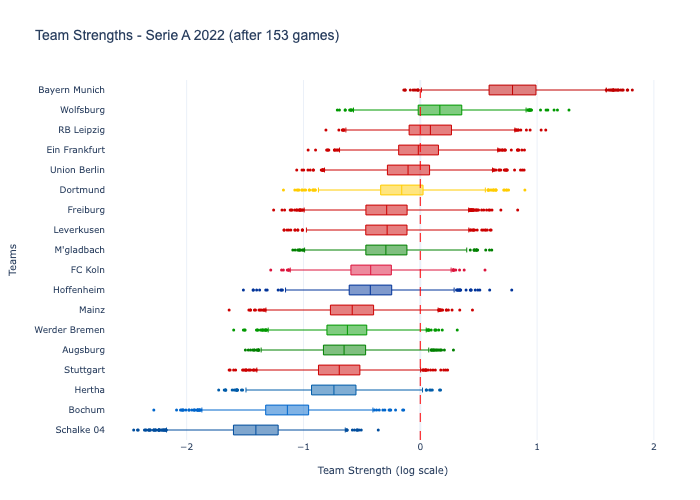 Team Strengths - Serie A 2022 (after 153 games)
Bayern Munich
Wolfsburg
RB Leipzig
Ein Frankfurt
Union Berlin
Dortmund
Freiburg
Leverkusen
M'gladbach
FC Koln
Hoffenheim
Mainz
Werder Bremen
Augsburg
Stuttgart
Hertha
Bochum
Schalke 04
Teams
−2 −1 0 1 2
Team Strength (log scale)